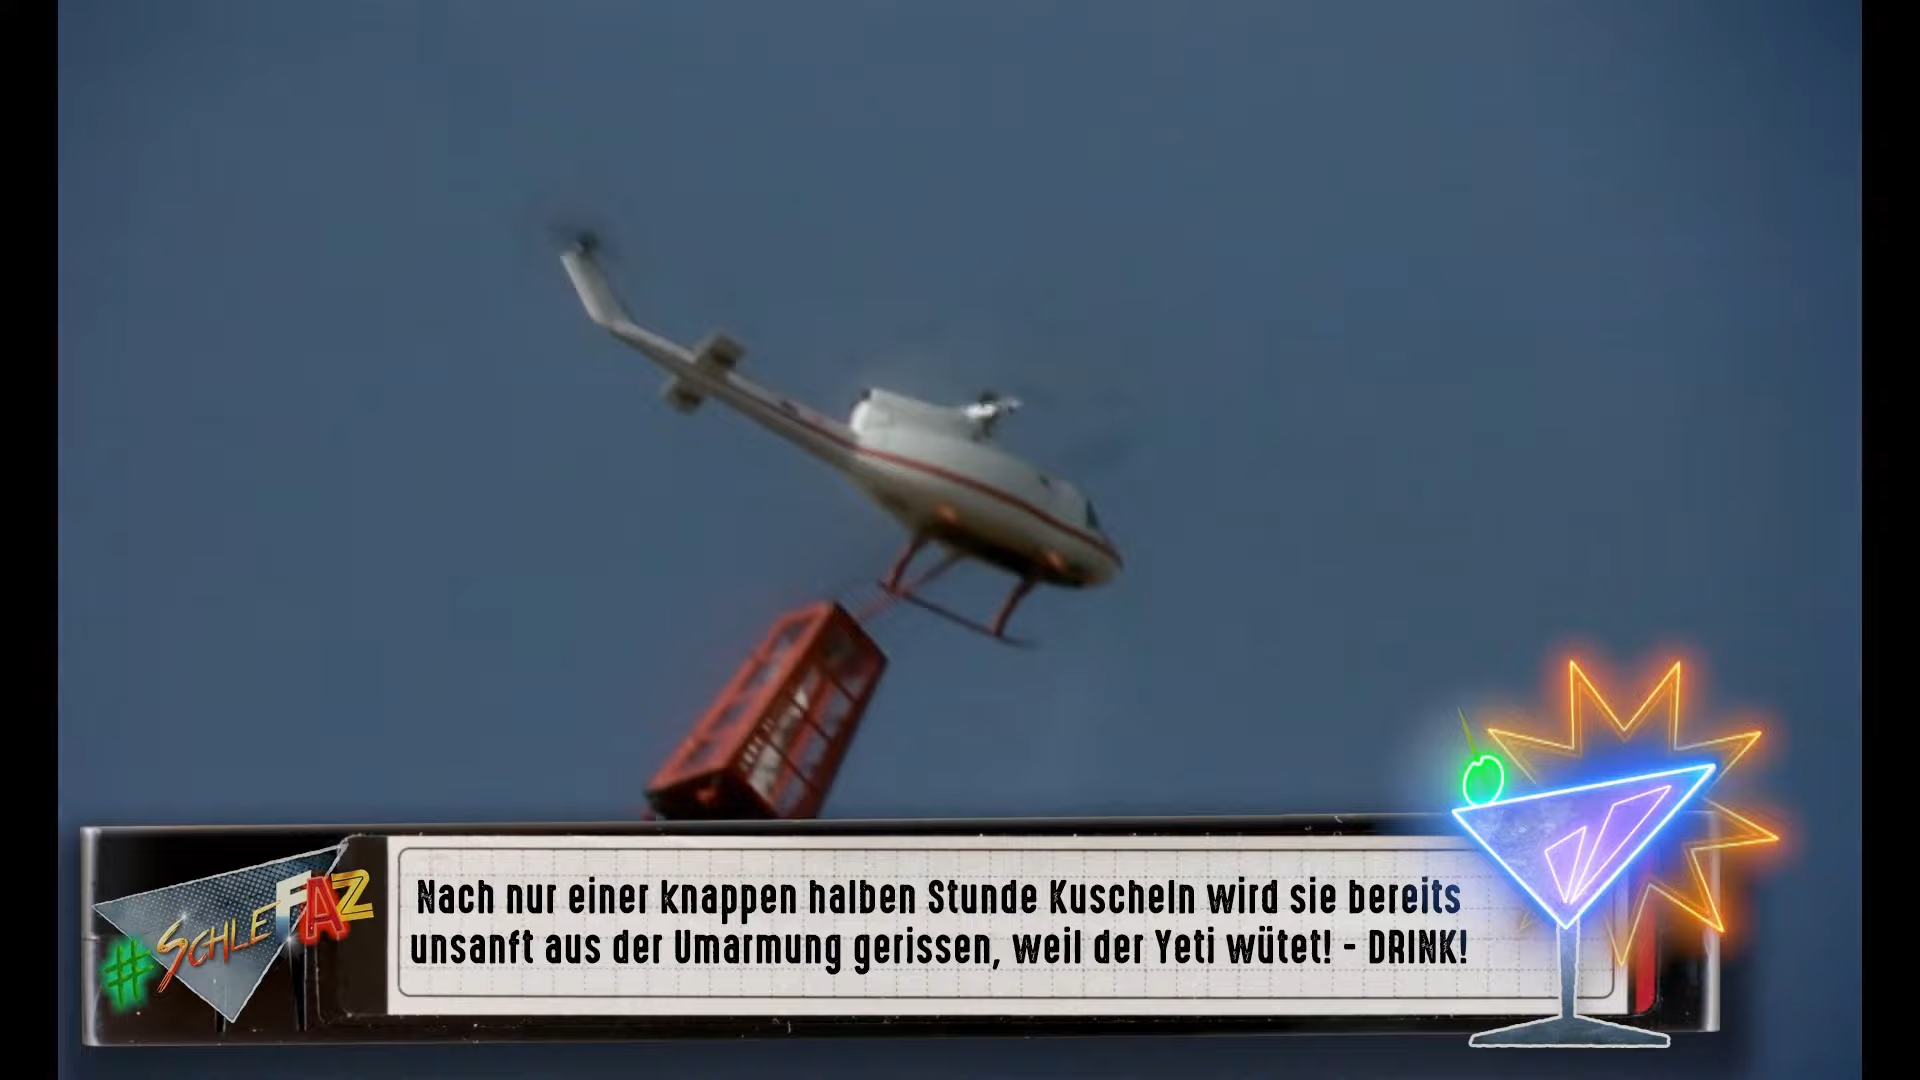 #SCHLEFAZ
Nach nur einer knappen halben Stunde Kuscheln wird sie bereits
unsanft aus der Umarmung gerissen, weil der Yeti wütet! - DRINK!